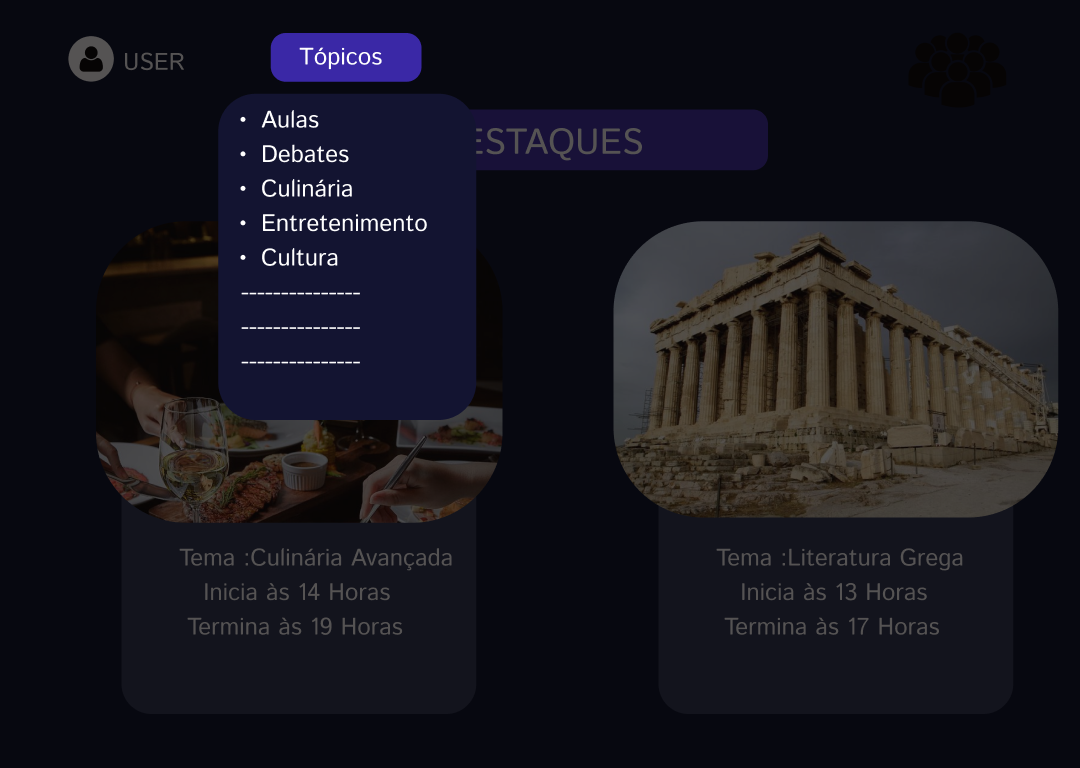 USER
Tópicos
ESTAQUES
• Aulas
• Debates
• Culinária
• Entretenimento
• Cultura
---------------
---------------
---------------
Tema :Culinária Avançada
Inicia às 14 Horas
Termina às 19 Horas
Tema :Literatura Grega
Inicia às 13 Horas
Termina às 17 Horas